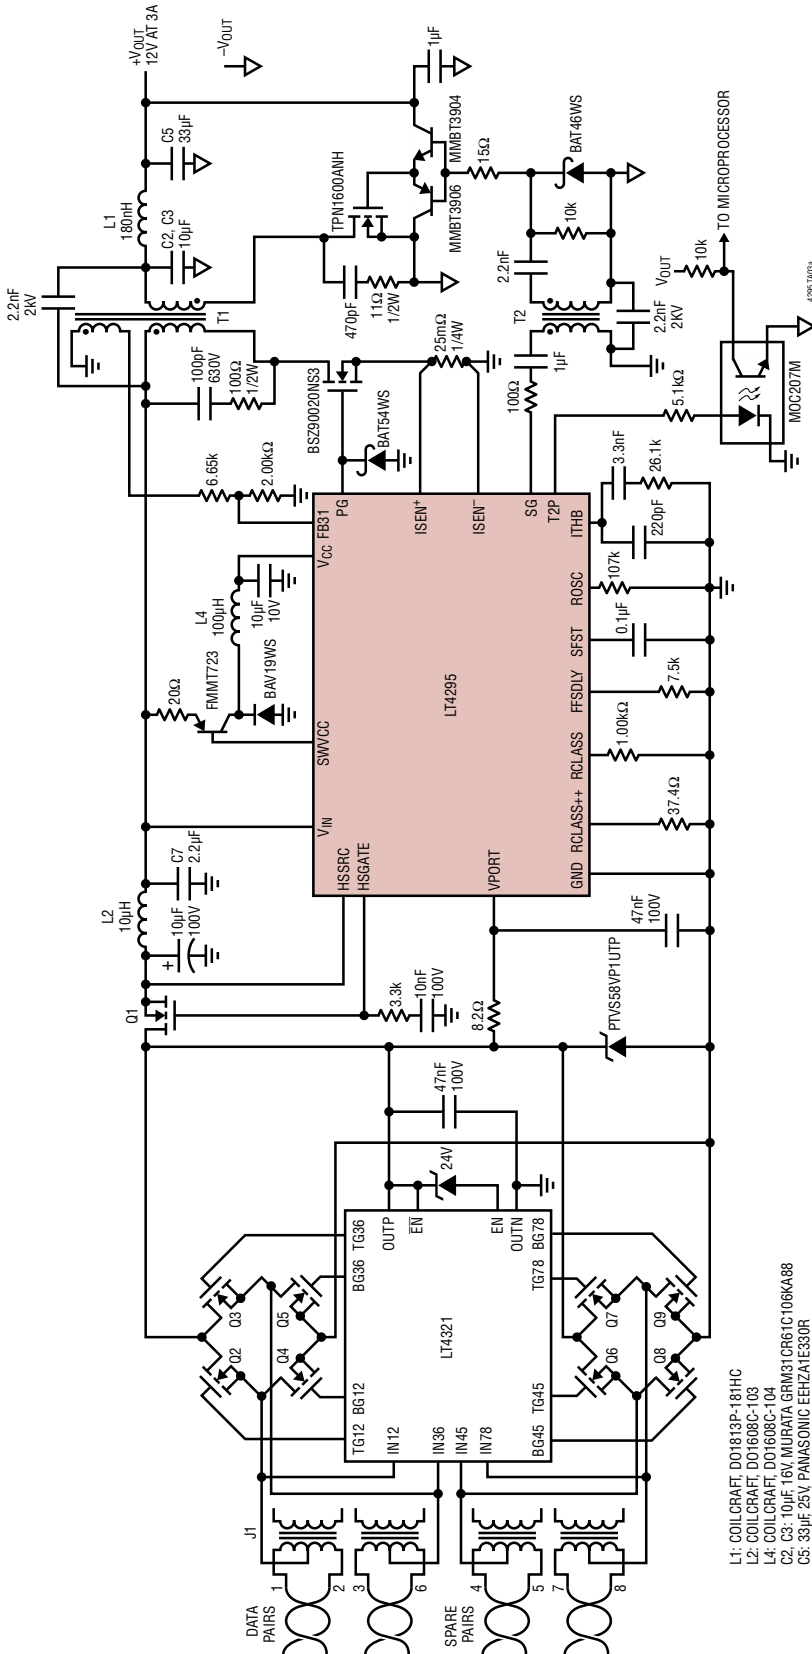 DATA
PAIRS
SPARE
PAIRS
1
2
3
6
4
5
7
8
J1
Q2
Q3
Q4
Q5
Q6
Q7
Q8
Q9
TG12
BG12
BG36
TG36
IN12
IN36
IN45
IN78
BG45
TG45
TG78
BG78
LT4321
OUTP
EN
EN
OUTN
24V
47nF
100V
8.2Ω
PTVS58VP1UTP
47nF
100V
Q1
3.3k
10nF
100V
+
10µF
100V
L2
10µH
C7
2.2µF
HSSRC
HSGATE
VPORT
VIN
SWVCC
VCC
FB31
PG
ISEN+
ISEN–
SG
T2P
ITHB
ROSC
SFST
FFSDLY
RCLASS
RCLASS++
GND
LT4295
20Ω
FMMT723
BAV19WS
L4
100µH
10µF
10V
6.65k
2.00kΩ
37.4Ω
1.00kΩ
7.5k
0.1µF
107k
220pF
3.3nF
26.1k
5.1kΩ
100pF
630V
100Ω
1/2W
BSZ90020NS3
BAT54WS
25mΩ
1/4W
2.2nF
2kV
T1
C2, C3
10µF
L1
180nH
C5
33µF
+VOUT
12V AT 3A
–VOUT
1µF
TPN1600ANH
470pF
11Ω
1/2W
MMBT3906
MMBT3904
15Ω
BAT46WS
10k
2.2nF
T2
1µF
100Ω
2.2nF
2KV
VOUT
10k
TO MICROPROCESSOR
MOC207M
4295 TA03a
L1: COILCRAFT, DO1813P-181HC
L2: COILCRAFT, DO1608C-103
L4: COILCRAFT, DO1608C-104
C2, C3: 10µF, 16V, MURATA GRM31CR61C106KA88
C5: 33µF, 25V, PANASONIC EEHZA1E330R